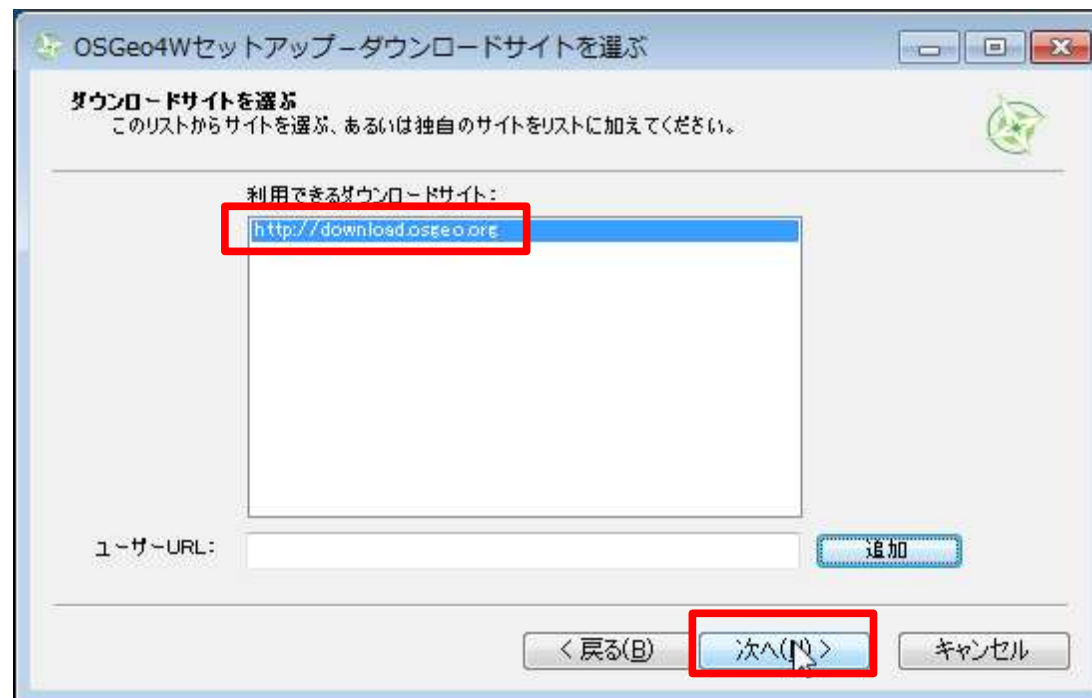 OSGeo4Wセットアップ－ダウンロードサイトを選ぶ
ダウンロードサイトを選ぶ
このリストからサイトを選ぶ、あるいは独自のサイトをリストに加えてください。
利用できるダウンロードサイト：
http://download.osgeo.org
ユーザーURL：
追加
< 戻る(B)
次へ(N) >
キャンセル